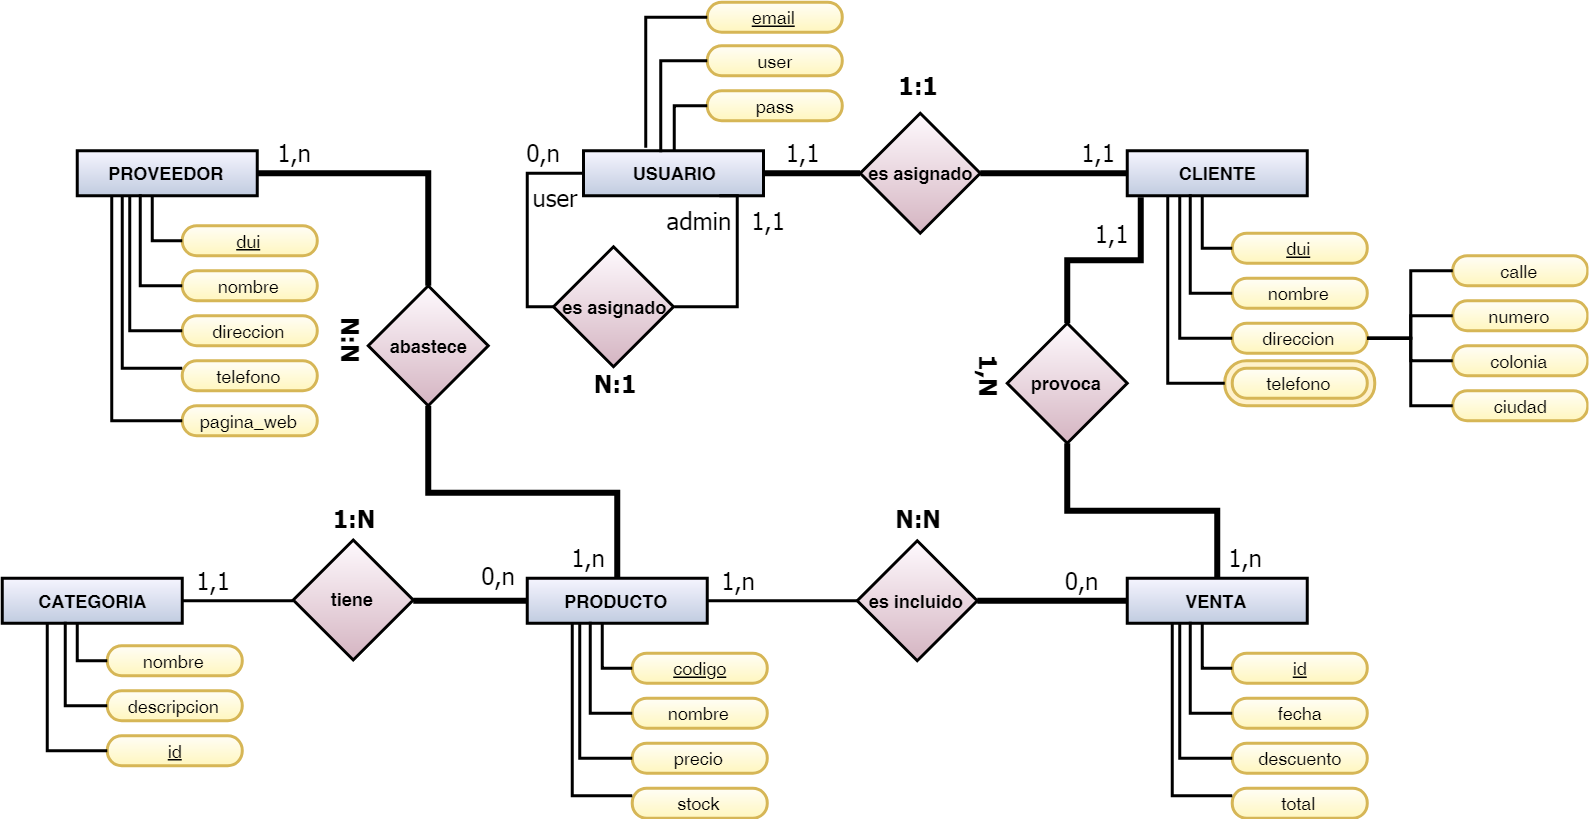 email
user
pass
1:1
PROVEEDOR
1,n
0,n
USUARIO
1,1
es asignado
1,1
CLIENTE
user
admin
1,1
1,1
dui
nombre
direccion
telefono
pagina_web
N:N
abastece
es asignado
N:1
1,N
provoca
dui
nombre
direccion
telefono
calle
numero
colonia
ciudad
1:N
N:N
CATEGORIA
1,1
tiene
0,n
1,n
PRODUCTO
1,n
es incluido
0,n
1,n
VENTA
nombre
descripcion
id
codigo
nombre
precio
stock
id
fecha
descuento
total